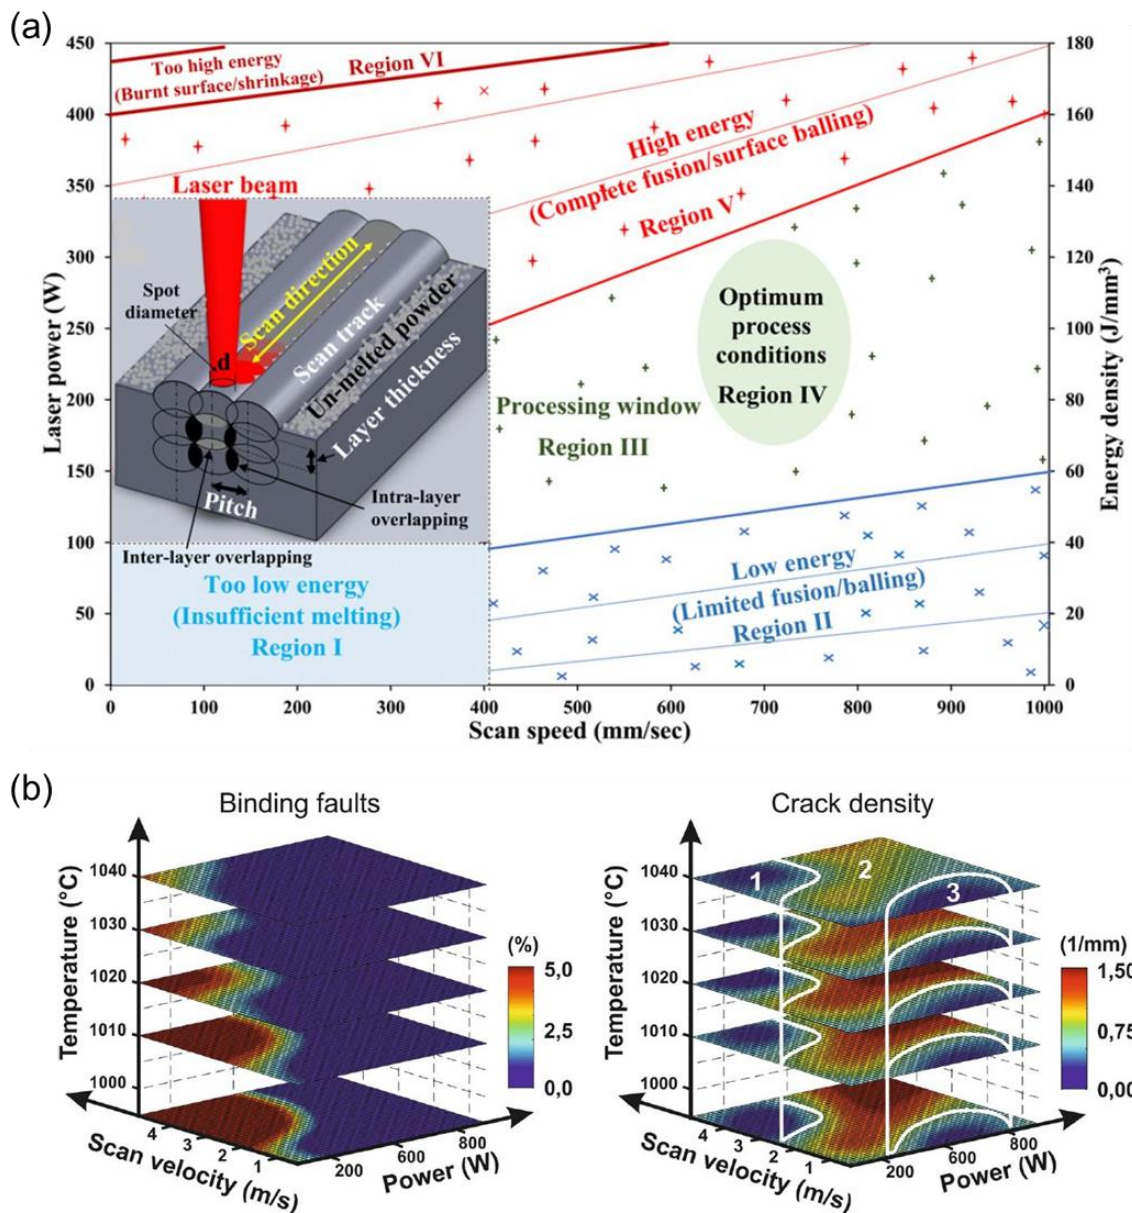 (a)
450
400
350
300
250
200
150
100
50
0
Laser power (W)
180
160
140
120
100
80
60
40
20
0
Energy density (J/mm³)
Too high energy
(Burnt surface/shrinkage)
Region VI
High energy
(Complete fusion/surface balling)
Region V
Laser beam
Spot
diameter
d
Scan direction
Scan track
Un-melted powder
Layer thickness
Pitch
Intra-layer
overlapping
Inter-layer overlapping
Optimum
process
conditions
Region IV
Processing window
Region III
Low energy
(Limited fusion/balling)
Region II
Too low energy
(Insufficient melting)
Region I
0 100 200 300 400 500 600 700 800 900 1000
Scan speed (mm/sec)
(b)
Binding faults
Temperature (°C)
1040
1030
1020
1010
1000
(%)
5,0
2,5
0,0
4 3 2 1
Scan velocity (m/s)
200 600 800
Power (W)
Crack density
Temperature (°C)
1040
1030
1020
1010
1000
1 2 3
(1/mm)
1,50
0,75
0,00
4 3 2 1
Scan velocity (m/s)
200 600 800
Power (W)